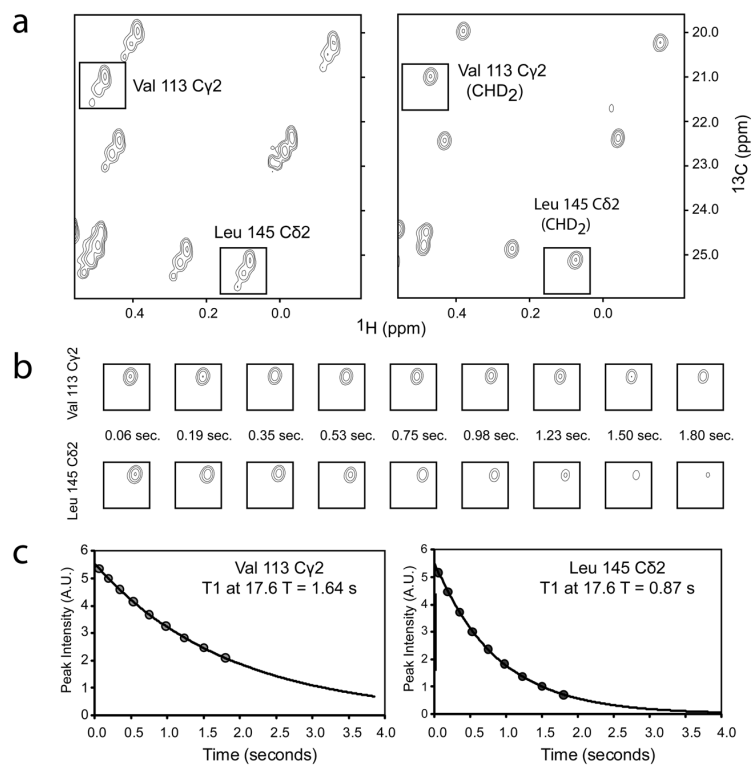 a
Val 113 Cγ2
Leu 145 Cδ2
Val 113 Cγ2
(CHD2)
Leu 145 Cδ2
(CHD2)
20.0
21.0
22.0
23.0
24.0
25.0
13C (ppm)
0.4 0.2 0.0
0.4 0.2 0.0
1H (ppm)
b
Val 113 Cγ2
0.06 sec. 0.19 sec. 0.35 sec. 0.53 sec. 0.75 sec. 0.98 sec. 1.23 sec. 1.50 sec. 1.80 sec.
Leu 145 Cδ2
c
Val 113 Cγ2
T1 at 17.6 T = 1.64 s
Peak Intensity (A.U.)
6
5
4
3
2
1
0
0.0 0.5 1.0 1.5 2.0 2.5 3.0 3.5 4.0
Time (seconds)
Leu 145 Cδ2
T1 at 17.6 T = 0.87 s
Peak Intensity (A.U.)
6
5
4
3
2
1
0
0.0 0.5 1.0 1.5 2.0 2.5 3.0 3.5 4.0
Time (seconds)